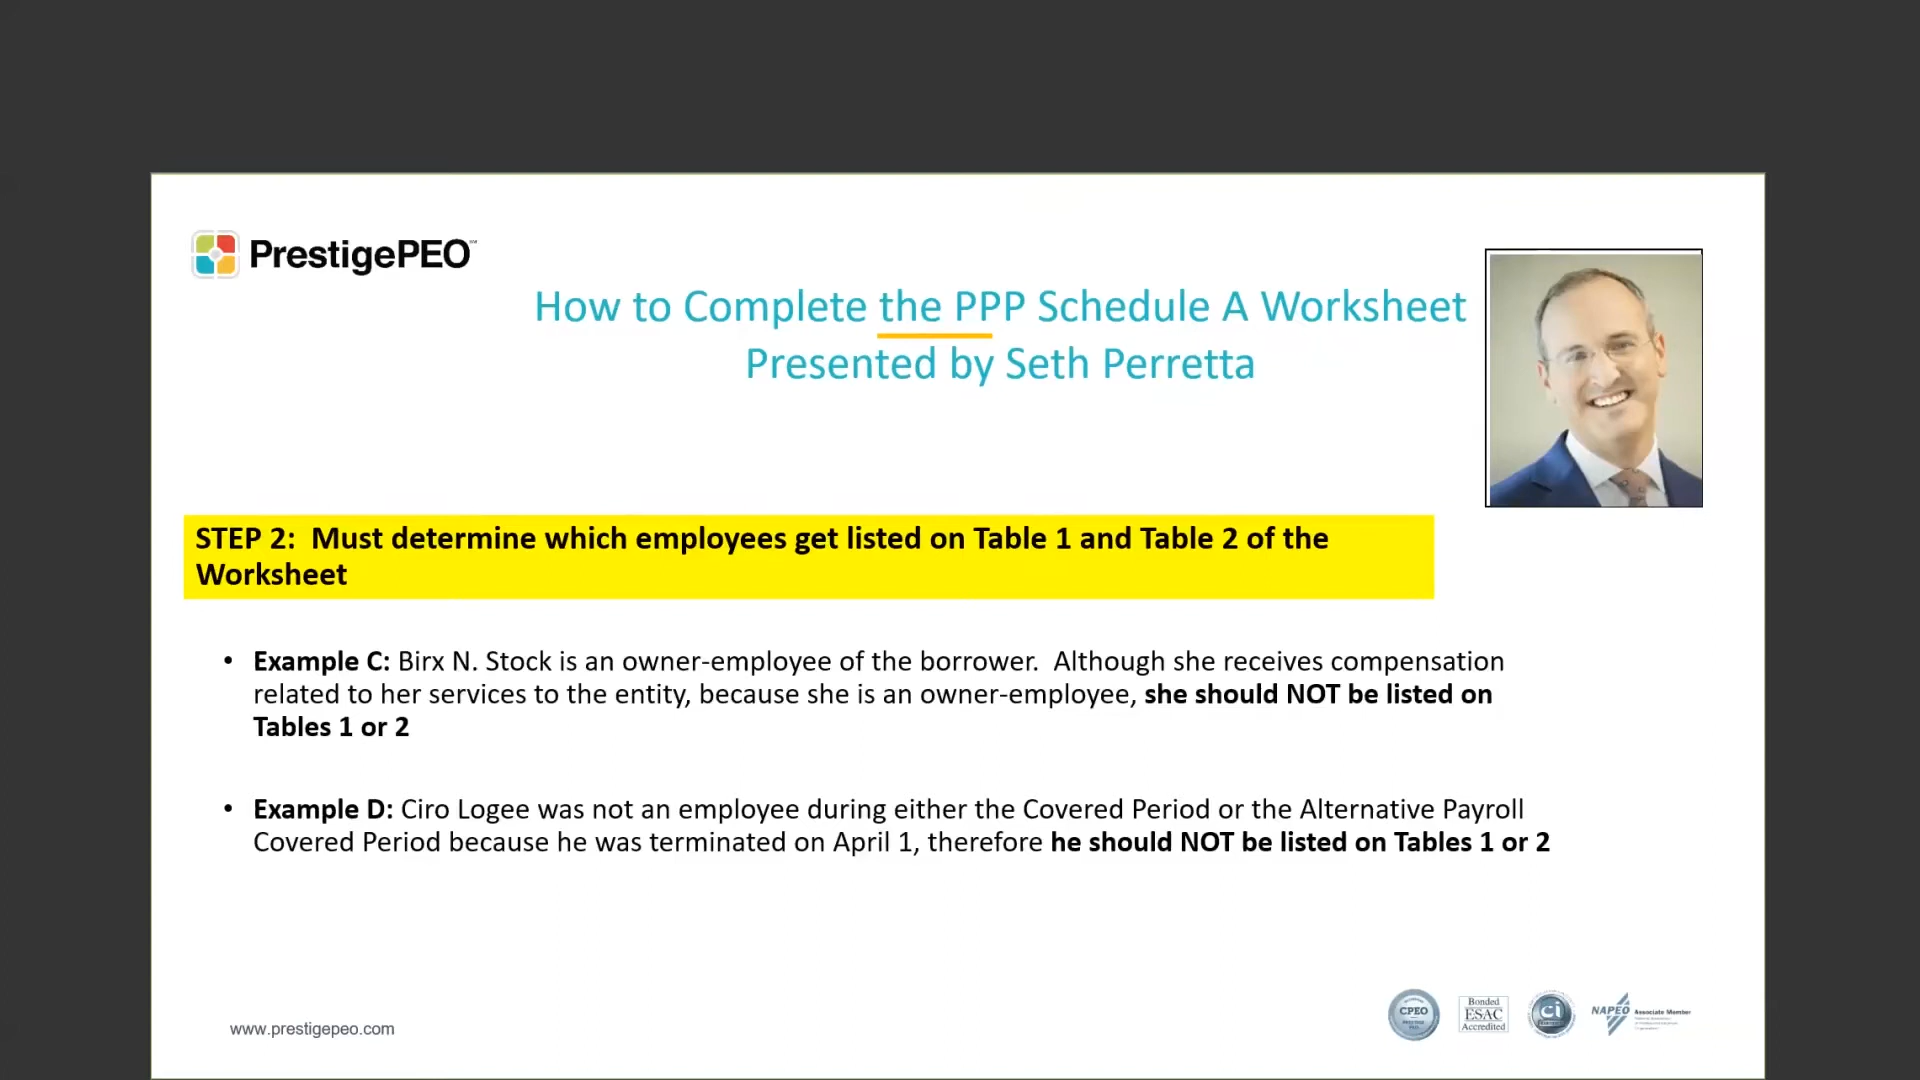 PrestigePEO
How to Complete the PPP Schedule A Worksheet
Presented by Seth Perretta
STEP 2: Must determine which employees get listed on Table 1 and Table 2 of the
Worksheet
• Example C: Birx N. Stock is an owner-employee of the borrower. Although she receives compensation
related to her services to the entity, because she is an owner-employee, she should NOT be listed on
Tables 1 or 2
• Example D: Ciro Logee was not an employee during either the Covered Period or the Alternative Payroll
Covered Period because he was terminated on April 1, therefore he should NOT be listed on Tables 1 or 2
www.prestigepeo.com
CPEO
Bonded
ESAC
Accredited
ci
NAPEO Associate Member